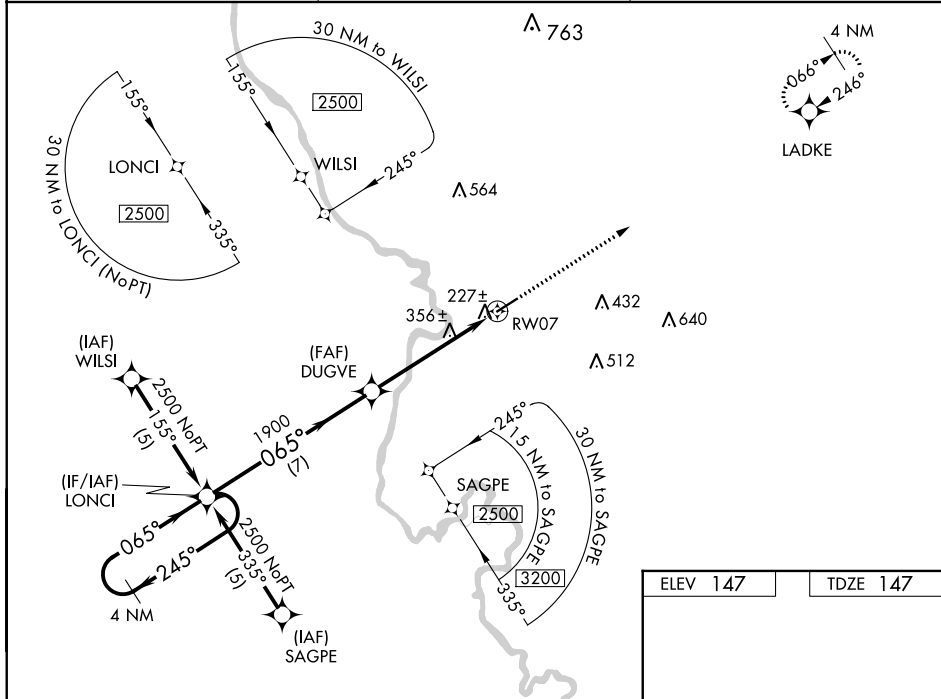 763
4 NM
066°
246°
LADKE
30 NM to WILSI
155°
2500
WILSI
245°
155°
LONCI
2500
335°
30 NM to LONCI (NoPT)
564
227±
356±
RW07
432
640
512
(IAF)
WILSI
2500 NoPT
155°
(5)
(FAF)
DUGVE
1900
065°
(7)
(IF/IAF)
LONCI
065°
245°
4 NM
2500 NoPT
335°
(5)
(IAF)
SAGPE
245°
15 NM to SAGPE
30 NM to SAGPE
SAGPE
2500
3200
335°
ELEV 147
TDZE 147